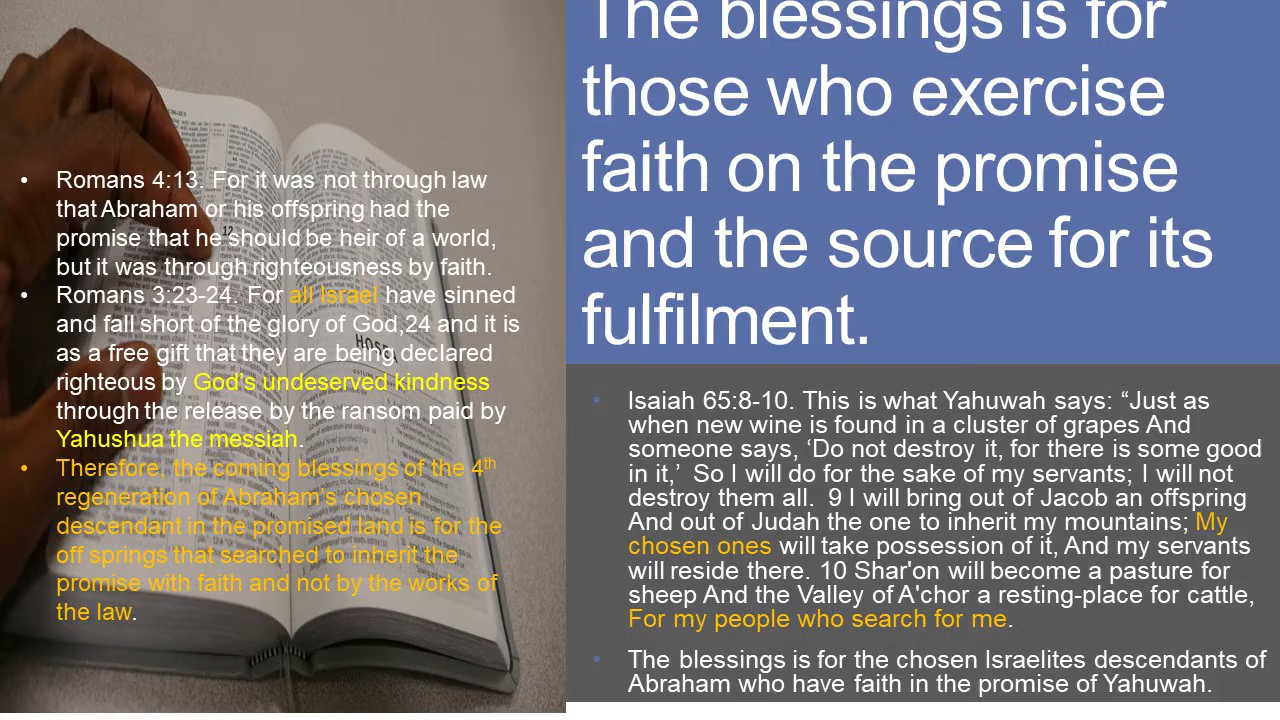 The blessings is for
those who exercise
faith on the promise
and the source for its
fulfilment.
• Romans 4:13. For it was not through law
that Abraham or his offspring had the
promise that he should be heir of a world,
but it was through righteousness by faith.
• Romans 3:23-24. For all Israel have sinned
and fall short of the glory of God,24 and it is
as a free gift that they are being declared
righteous by God's undeserved kindness
through the release by the ransom paid by
Yahushua the messiah.
• Therefore, the coming blessings of the 4th
regeneration of Abraham's chosen
descendant in the promised land is for the
off springs that searched to inherit the
promise with faith and not by the works of
the law.
• Isaiah 65:8-10. This is what Yahuwah says: “Just as
when new wine is found in a cluster of grapes And
someone says, ‘Do not destroy it, for there is some good
in it,’ So I will do for the sake of my servants; I will not
destroy them all. 9 I will bring out of Jacob an offspring
And out of Judah the one to inherit my mountains; My
chosen ones will take possession of it, And my servants
will reside there. 10 Shar'on will become a pasture for
sheep And the Valley of A'chor a resting-place for cattle,
For my people who search for me.
• The blessings is for the chosen Israelites descendants of
Abraham who have faith in the promise of Yahuwah.
12